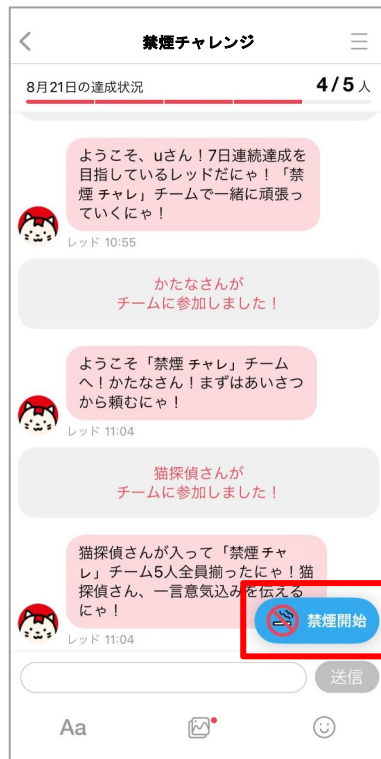 禁煙チャレンジ
8月21日の達成状況
4/5人
ようこそ、uさん！7日連続達成を
目指しているレッドだにゃ！「禁
煙 チャレ」チームで一緒に頑張っ
ていくにゃ！
レッド 10:55
かたなさんが
チームに参加しました！
ようこそ「禁煙 チャレ」チーム
へ！かたなさん！まずはあいさつ
から頼むにゃ！
レッド 11:04
猫探偵さんが
チームに参加しました！
猫探偵さんが入って「禁煙 チャ
レ」チーム5人全員揃ったにゃ！猫
探偵さん、一言意気込みを伝える
にゃ！
レッド 11:04
禁煙開始
送信
Aa